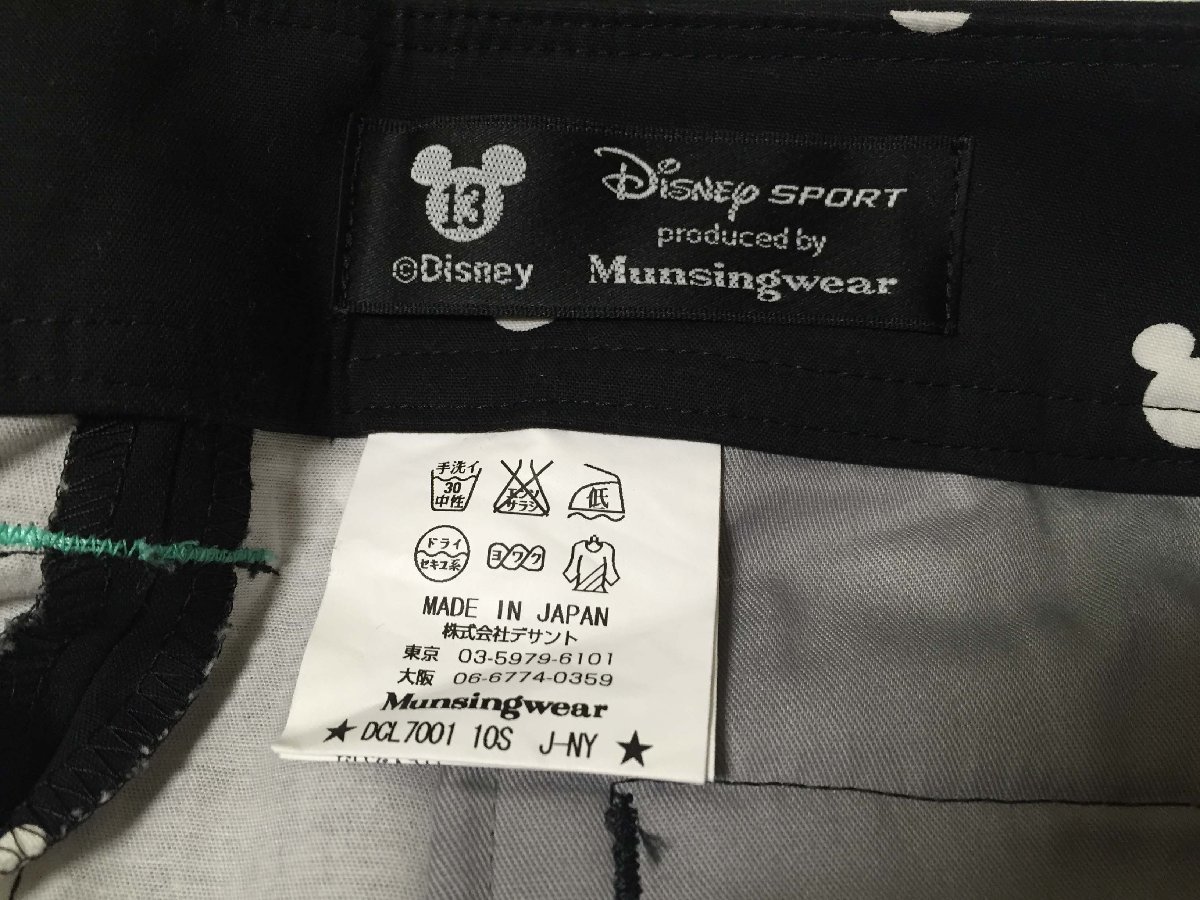 13
©Disney
Disney SPORT
produced by
Munsingwear
手洗イ
30
中性
エンソ
サラシ
低
ドライ
セキユ系
ヨワク
MADE IN JAPAN
株式会社デサント
東京 03-5979-6101
大阪 06-6774-0359
Munsingwear
★ DCL7001 10S J-NY ★